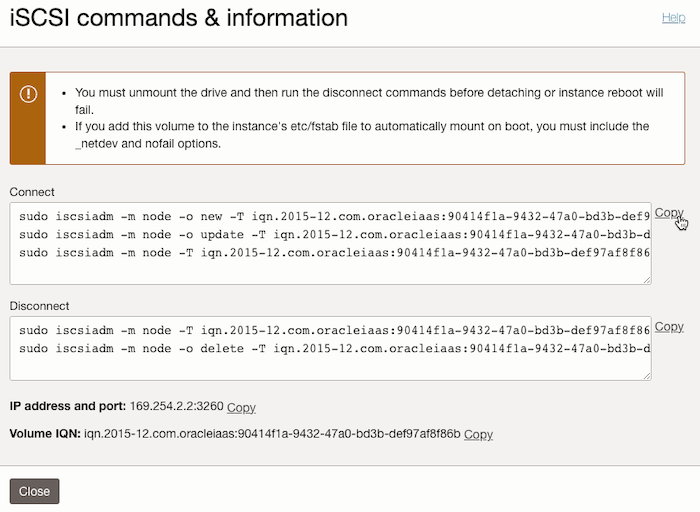 iSCSI commands & information
Help
• You must unmount the drive and then run the disconnect commands before detaching or instance reboot will
fail.
• If you add this volume to the instance's etc/fstab file to automatically mount on boot, you must include the
_netdev and nofail options.
Connect
sudo iscsiadm -m node -o new -T iqn.2015-12.com.oracleiaas:90414f1a-9432-47a0-bd3b-def9
Copy
sudo iscsiadm -m node -o update -T iqn.2015-12.com.oracleiaas:90414f1a-9432-47a0-bd3b-d
sudo iscsiadm -m node -T iqn.2015-12.com.oracleiaas:90414f1a-9432-47a0-bd3b-def97af8f86
Disconnect
sudo iscsiadm -m node -T iqn.2015-12.com.oracleiaas:90414f1a-9432-47a0-bd3b-def97af8f86
Copy
sudo iscsiadm -m node -o delete -T iqn.2015-12.com.oracleiaas:90414f1a-9432-47a0-bd3b-d
IP address and port: 169.254.2.2:3260 Copy
Volume IQN: iqn.2015-12.com.oracleiaas:90414f1a-9432-47a0-bd3b-def97af8f86b Copy
Close